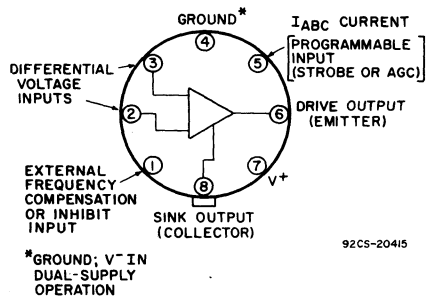 GROUND*
I_ABC CURRENT
[PROGRAMMABLE
INPUT
(STROBE OR AGC)]
DIFFERENTIAL
VOLTAGE
INPUTS
4
3
5
2
6
DRIVE OUTPUT
(EMITTER)
1
7
8
V+
EXTERNAL
FREQUENCY
COMPENSATION
OR INHIBIT
INPUT
SINK OUTPUT
(COLLECTOR)
92CS-20415
*GROUND; V⁻ IN
DUAL-SUPPLY
OPERATION